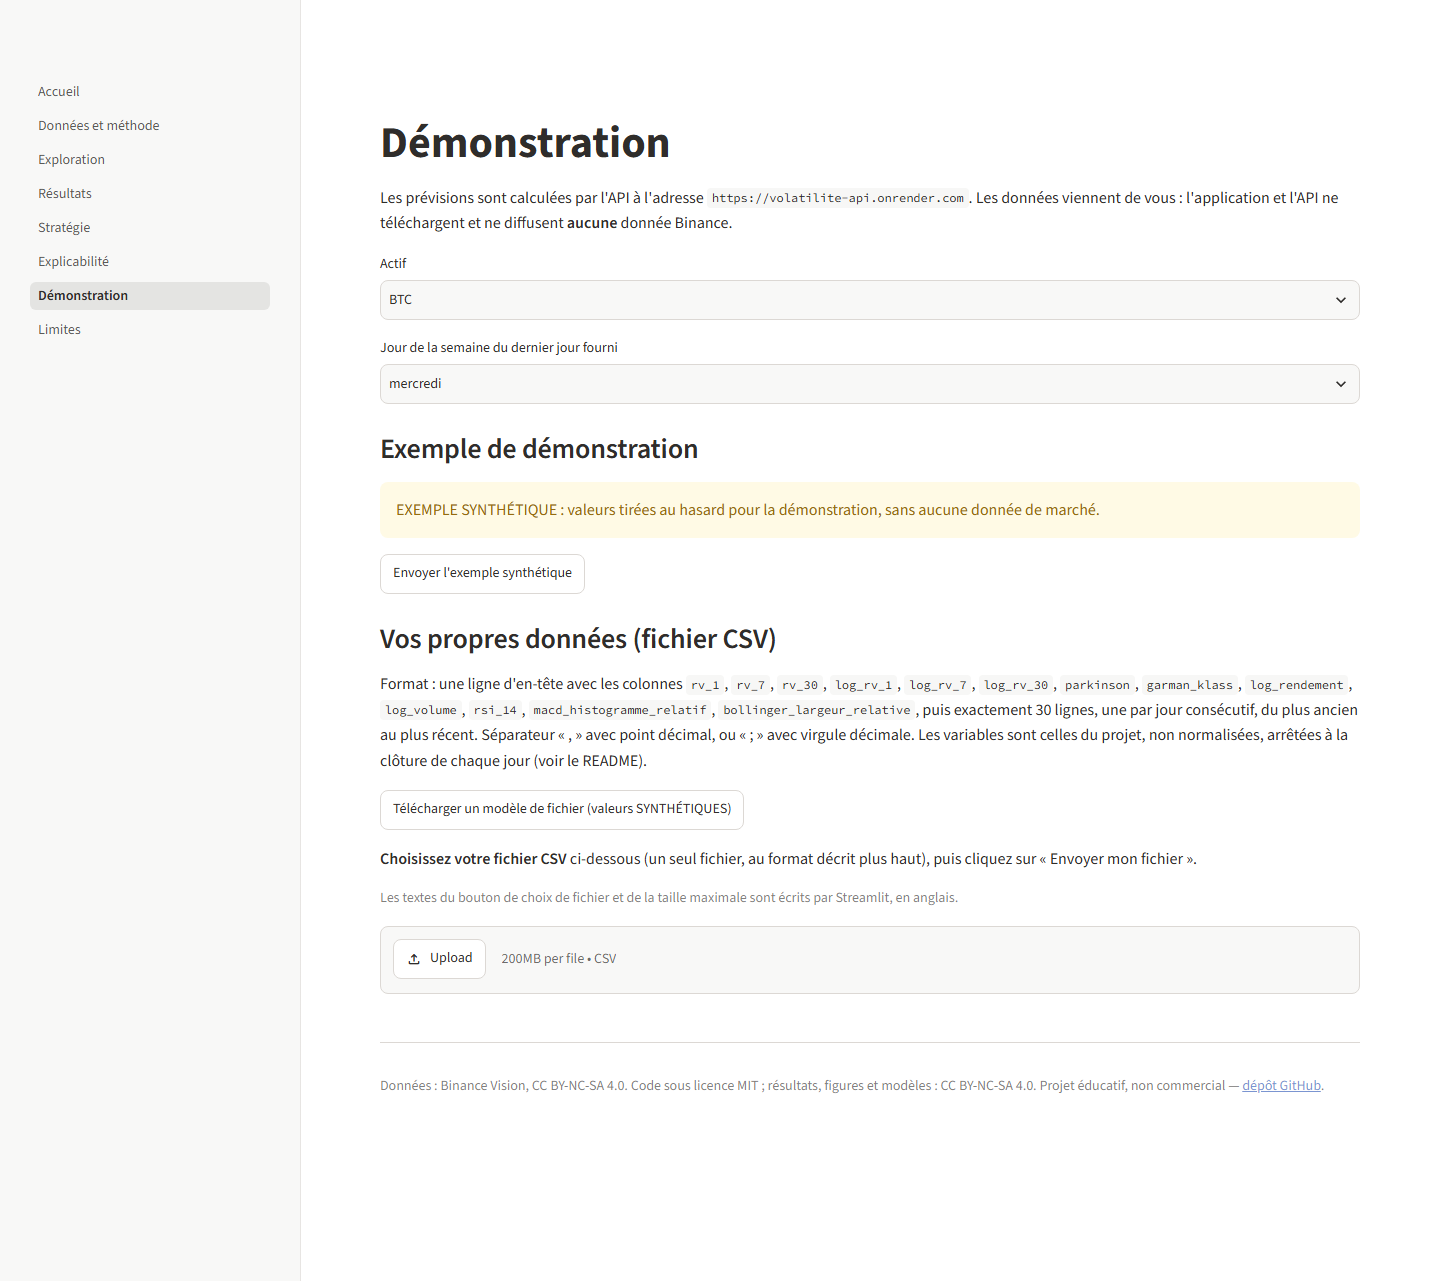 Accueil
Données et méthode
Exploration
Résultats
Stratégie
Explicabilité
Démonstration
Limites
Démonstration
Les prévisions sont calculées par l'API à l'adresse https://volatilite-api.onrender.com . Les données viennent de vous : l'application et l'API ne
téléchargent et ne diffusent aucune donnée Binance.
Actif
BTC
Jour de la semaine du dernier jour fourni
mercredi
Exemple de démonstration
EXEMPLE SYNTHÉTIQUE : valeurs tirées au hasard pour la démonstration, sans aucune donnée de marché.
Envoyer l'exemple synthétique
Vos propres données (fichier CSV)
Format : une ligne d'en-tête avec les colonnes rv_1 , rv_7 , rv_30 , log_rv_1 , log_rv_7 , log_rv_30 , parkinson , garman_klass , log_rendement ,
log_volume , rsi_14 , macd_histogramme_relatif , bollinger_largeur_relative , puis exactement 30 lignes, une par jour consécutif, du plus ancien
au plus récent. Séparateur « , » avec point décimal, ou « ; » avec virgule décimale. Les variables sont celles du projet, non normalisées, arrêtées à la
clôture de chaque jour (voir le README).
Télécharger un modèle de fichier (valeurs SYNTHÉTIQUES)
Choisissez votre fichier CSV ci-dessous (un seul fichier, au format décrit plus haut), puis cliquez sur « Envoyer mon fichier ».
Les textes du bouton de choix de fichier et de la taille maximale sont écrits par Streamlit, en anglais.
Upload 200MB per file • CSV
Données : Binance Vision, CC BY-NC-SA 4.0. Code sous licence MIT ; résultats, figures et modèles : CC BY-NC-SA 4.0. Projet éducatif, non commercial — dépôt GitHub.